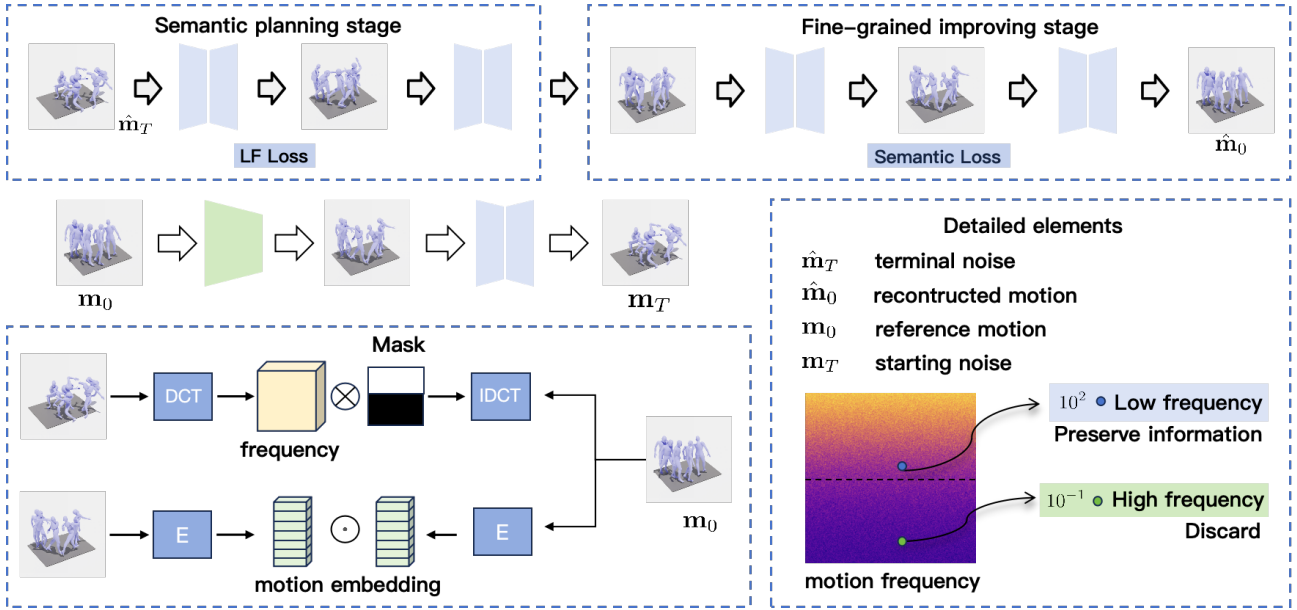 Semantic planning stage
m̂_T
LF Loss
Fine-grained improving stage
Semantic Loss
m̂_0
m_0
m_T
Mask
DCT
IDCT
frequency
E
E
motion embedding
m_0
Detailed elements
m̂_T terminal noise
m̂_0 recontructed motion
m_0 reference motion
m_T starting noise
10^2 Low frequency
Preserve information
10^{-1} High frequency
Discard
motion frequency